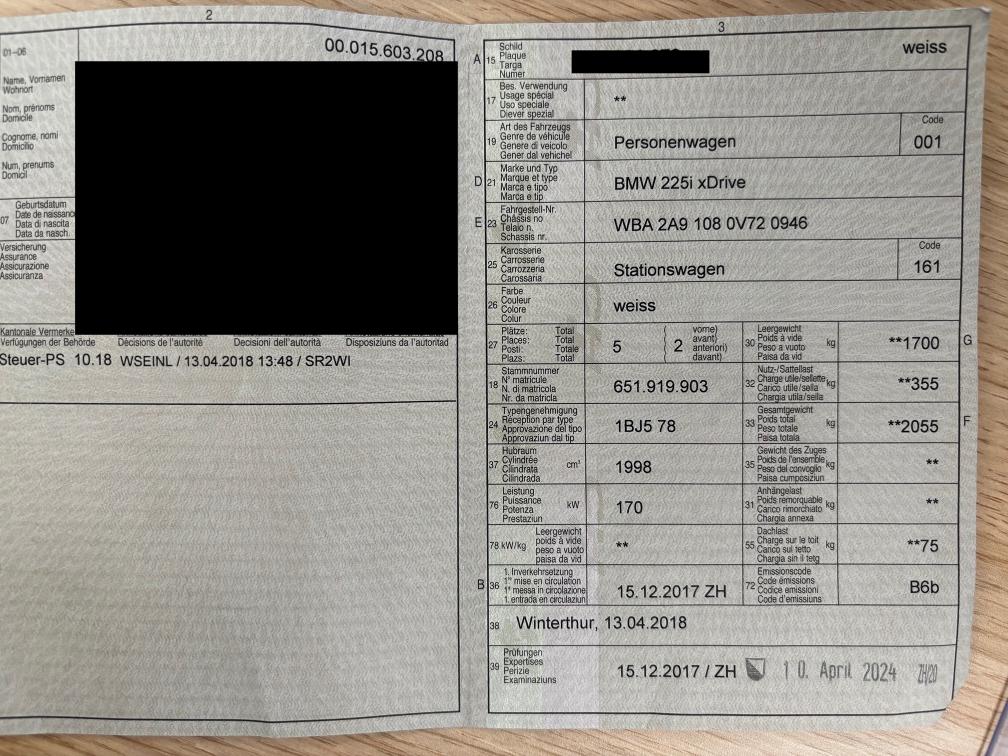 2
01–06
00.015.603.208
Name, Vornamen
Wohnort
Nom, prénoms
Domicile
Cognome, nomi
Domicilio
Num, prenums
Domicil
07
Geburtsdatum
Date de naissance
Data di nascita
Data da nasch.
Versicherung
Assurance
Assicurazione
Assicuranza
Kantonale Vermerke
Verfügungen der Behörde
Décisions de l'autorité
Decisioni dell'autorità
Disposiziuns da l'autoritad
Steuer-PS 10.18 WSEINL / 13.04.2018 13:48 / SR2WI
3
A 15
Schild
Plaque
Targa
Numer
weiss
17
Bes. Verwendung
Usage spécial
Uso speciale
Diever spezial
**
19
Art des Fahrzeugs
Genre de véhicule
Genere di veicolo
Gener dal vehichel
Personenwagen
Code
001
D 21
Marke und Typ
Marque et type
Marca e tipo
Marca e tip
BMW 225i xDrive
E 23
Fahrgestell-Nr.
Châssis no
Telaio n.
Schassis nr.
WBA 2A9 108 0V72 0946
25
Karosserie
Carrosserie
Carrozzeria
Carossaria
Stationswagen
Code
161
26
Farbe
Couleur
Colore
Colur
weiss
27
Plätze: Total
Places: Total
Posti: Totale
Plazs: Total
5
( vorne)
2 avant)
( anteriori)
davant)
30
Leergewicht
Poids à vide
Peso a vuoto
Paisa da vid
kg
**1700
G
18
Stammnummer
N° matricule
N. di matricola
Nr. da matricla
651.919.903
32
Nutz-/Sattellast
Charge utile/sellette
Carico utile/sella
Chargia utila/sella
kg
**355
24
Typengenehmigung
Réception par type
Approvazione del tipo
Approvaziun dal tip
1BJ5 78
33
Gesamtgewicht
Poids total
Peso totale
Paisa totala
kg
**2055
F
37
Hubraum
Cylindrée
Cilindrata
Cilindrada
cm³
1998
35
Gewicht des Zuges
Poids de l'ensemble
Peso del convoglio
Paisa cumposiziun
kg
**
76
Leistung
Puissance
Potenza
Prestaziun
kW
170
31
Anhängelast
Poids remorquable
Carico rimorchiato
Chargia annexa
kg
**
78 kW/kg
Leergewicht
poids à vide
peso a vuoto
paisa da vid
**
55
Dachlast
Charge sur le toit
Carico sul tetto
Chargia sin il tetg
kg
**75
B 36
1. Inverkehrsetzung
1re mise en circulation
1a messa in circolazione
1. entrada en circulaziun
15.12.2017 ZH
72
Emissionscode
Code émissions
Codice emissioni
Code d'emissiuns
B6b
38
Winterthur, 13.04.2018
39
Prüfungen
Expertises
Perizie
Examinaziuns
15.12.2017 / ZH
10. April 2024
ZH/20